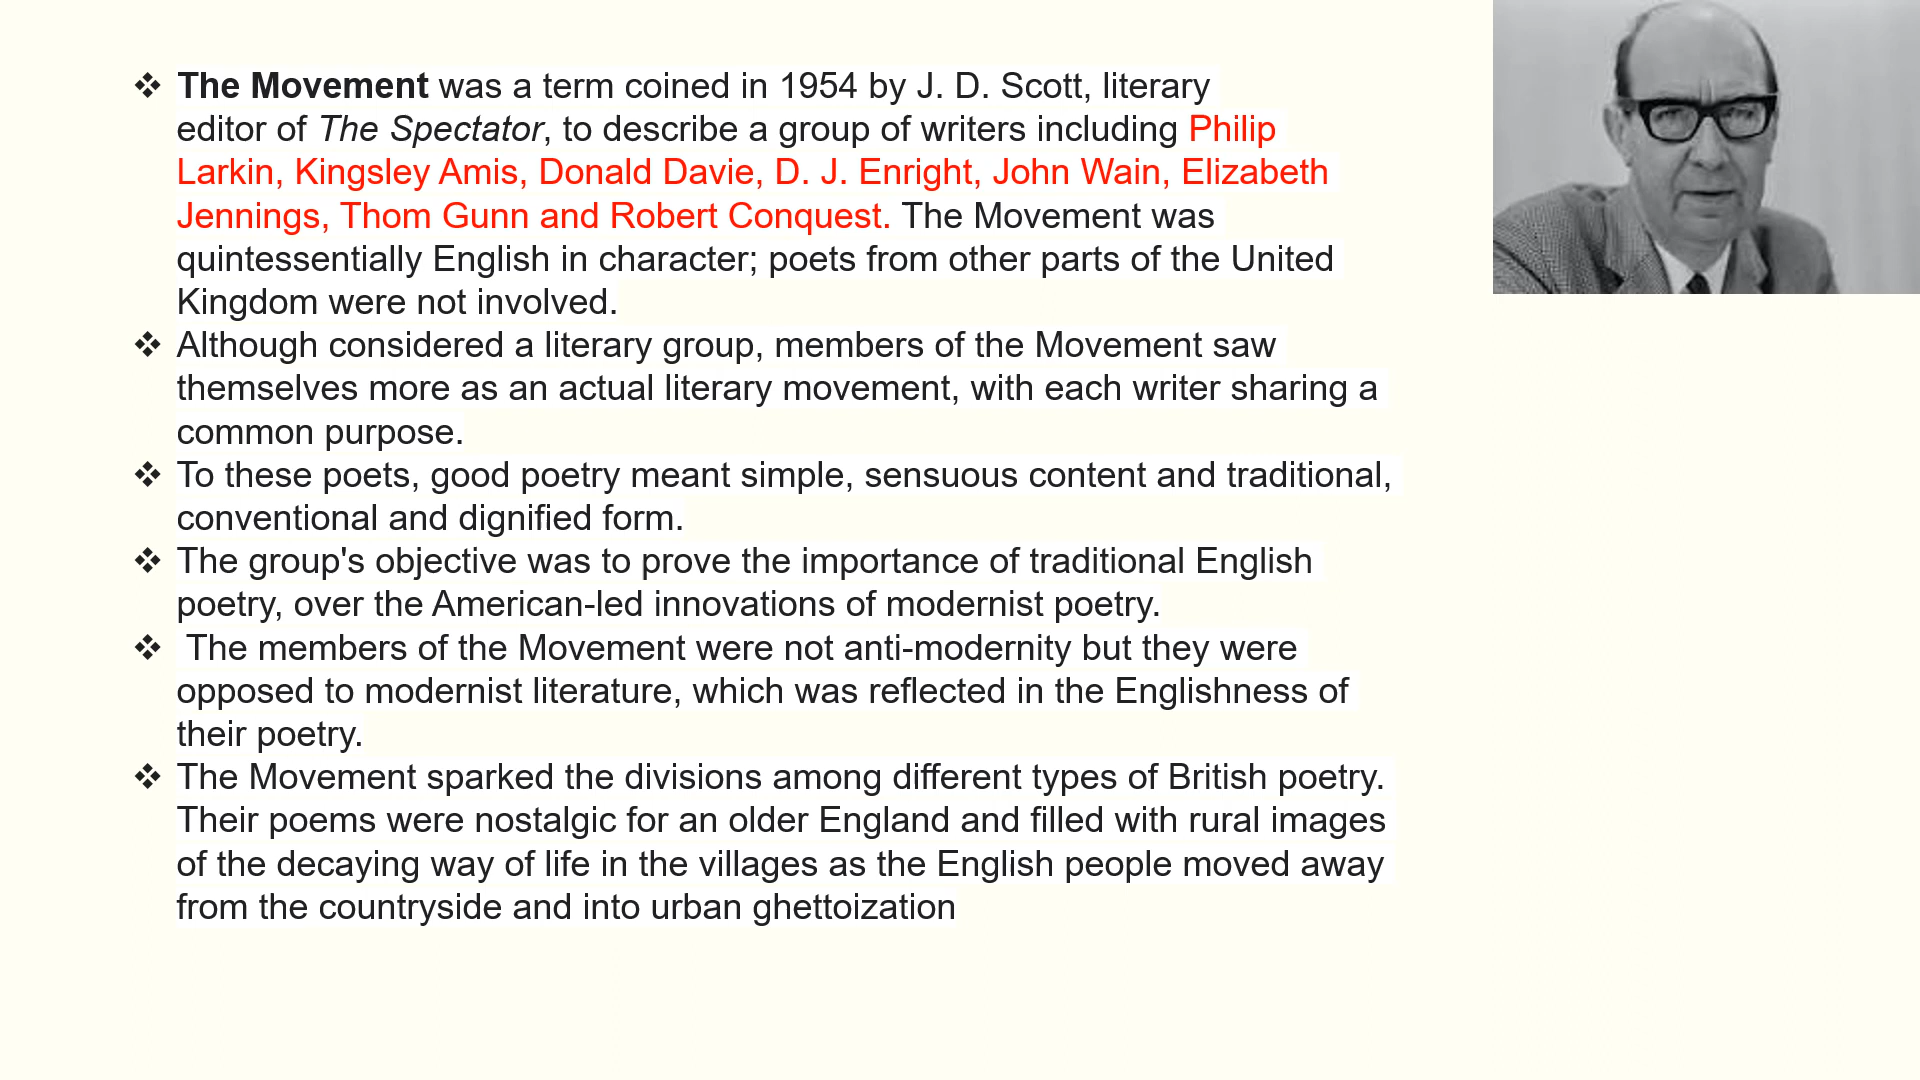 ❖ The Movement was a term coined in 1954 by J. D. Scott, literary
editor of The Spectator, to describe a group of writers including Philip
Larkin, Kingsley Amis, Donald Davie, D. J. Enright, John Wain, Elizabeth
Jennings, Thom Gunn and Robert Conquest. The Movement was
quintessentially English in character; poets from other parts of the United
Kingdom were not involved.
❖ Although considered a literary group, members of the Movement saw
themselves more as an actual literary movement, with each writer sharing a
common purpose.
❖ To these poets, good poetry meant simple, sensuous content and traditional,
conventional and dignified form.
❖ The group's objective was to prove the importance of traditional English
poetry, over the American-led innovations of modernist poetry.
❖ The members of the Movement were not anti-modernity but they were
opposed to modernist literature, which was reflected in the Englishness of
their poetry.
❖ The Movement sparked the divisions among different types of British poetry.
Their poems were nostalgic for an older England and filled with rural images
of the decaying way of life in the villages as the English people moved away
from the countryside and into urban ghettoization